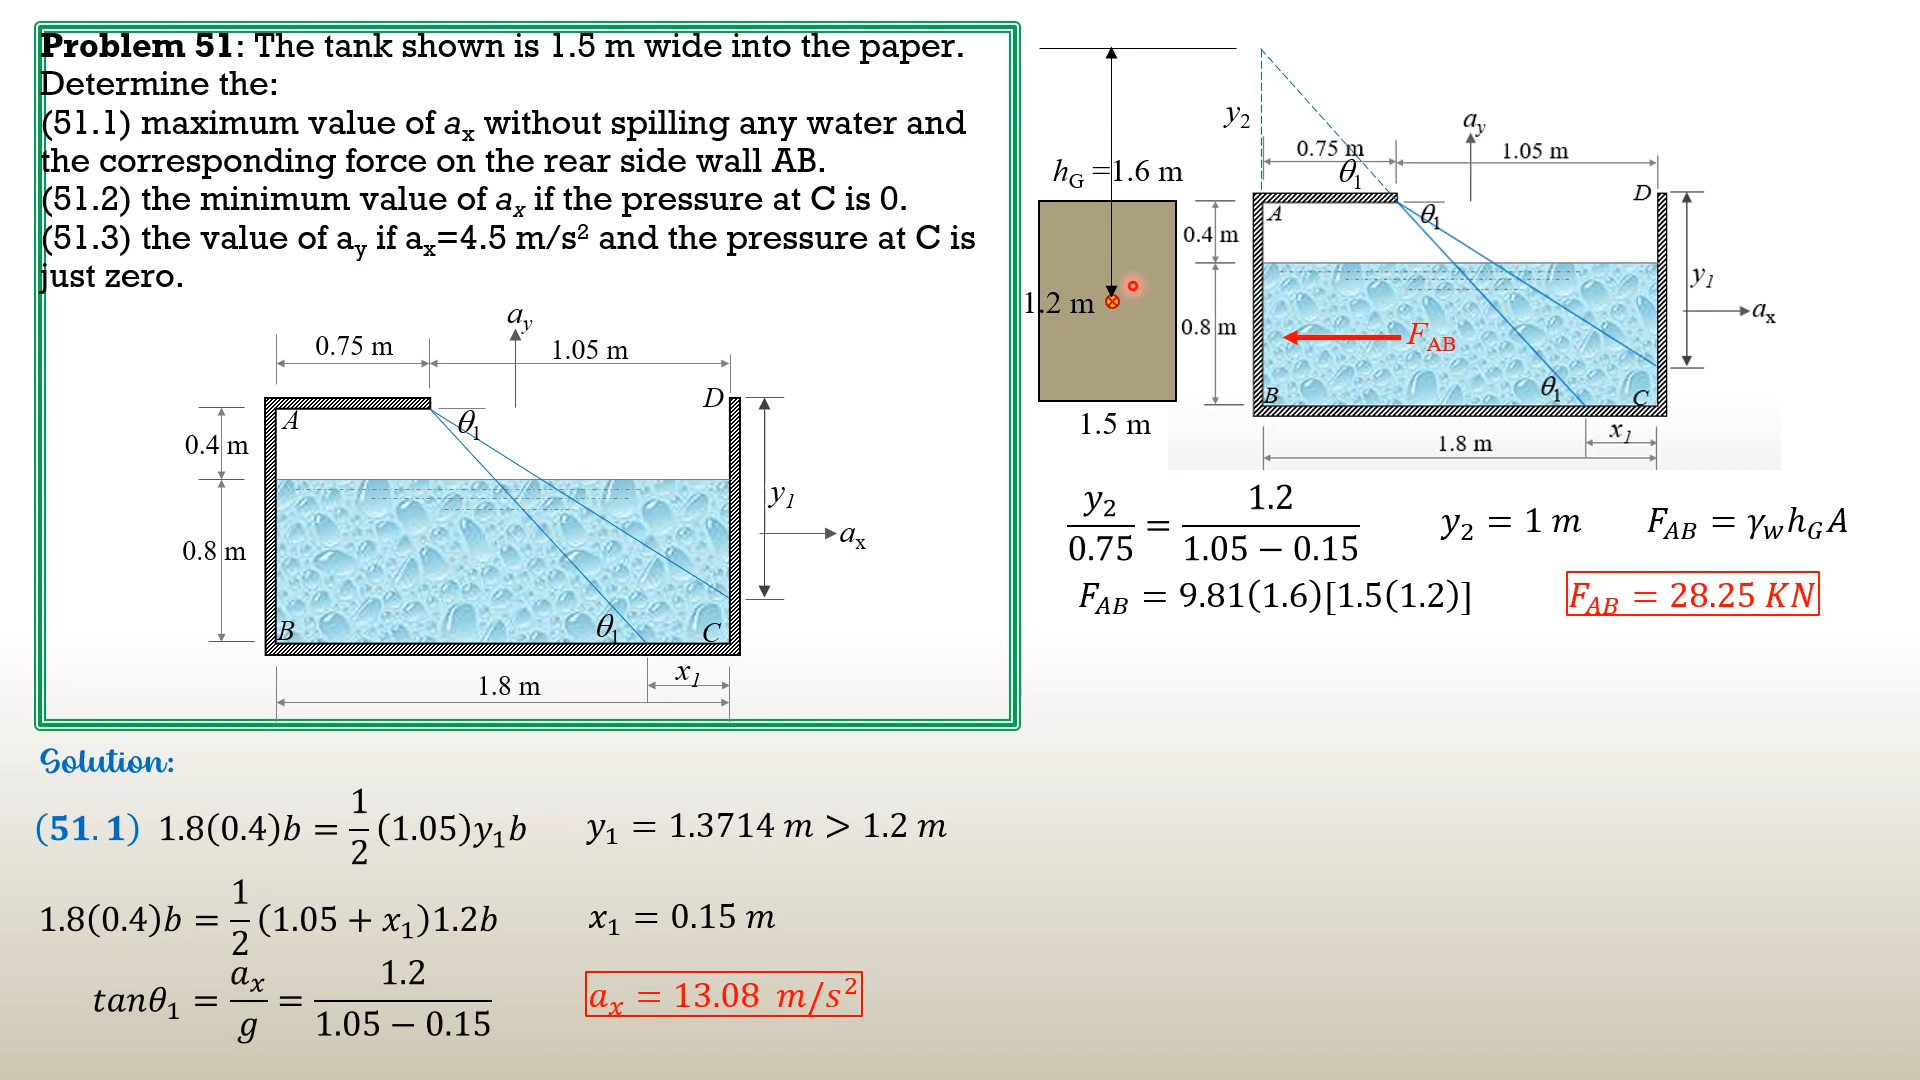 Problem 51: The tank shown is 1.5 m wide into the paper.
Determine the:
(51.1) maximum value of aₓ without spilling any water and
the corresponding force on the rear side wall AB.
(51.2) the minimum value of aₓ if the pressure at C is 0.
(51.3) the value of a_y if aₓ=4.5 m/s² and the pressure at C is
just zero.
a_y
0.75 m
1.05 m
A
D
θ₁
0.4 m
y₁
aₓ
0.8 m
B
θ₁
C
x₁
1.8 m
y₂
a_y
0.75 m
1.05 m
h_G =1.6 m
θ₁
A
D
θ₁
0.4 m
y₁
1.2 m
aₓ
0.8 m
F_AB
B
θ₁
C
1.5 m
x₁
1.8 m
y₂/0.75 = 1.2/(1.05 − 0.15)
y₂ = 1 m
F_AB = γ_w h_G A
F_AB = 9.81(1.6)[1.5(1.2)]
F_AB = 28.25 KN
Solution:
(51.1) 1.8(0.4)b = 1/2 (1.05)y₁b
y₁ = 1.3714 m > 1.2 m
1.8(0.4)b = 1/2 (1.05 + x₁)1.2b
x₁ = 0.15 m
tanθ₁ = aₓ/g = 1.2/(1.05 − 0.15)
aₓ = 13.08 m/s²